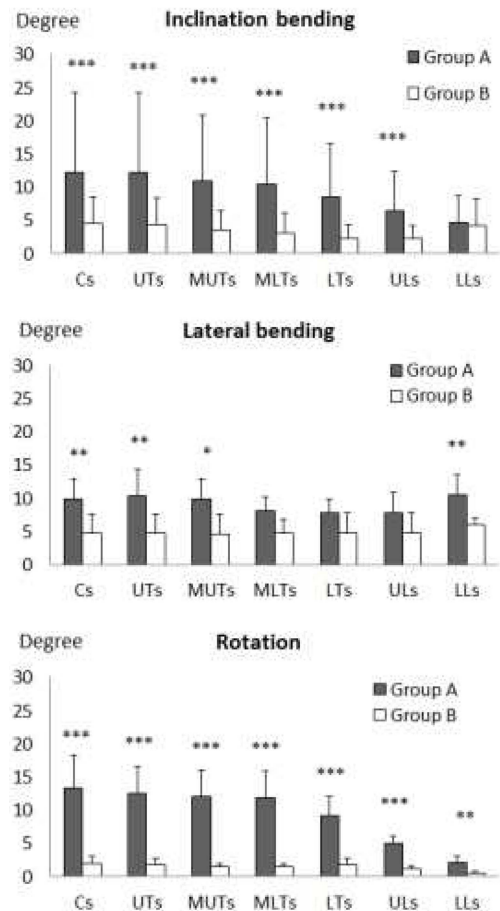 Degree Inclination bending
30
25
20
15
10
5
0
*** *** *** *** *** ***
Group A
Group B
Cs UTs MUTs MLTs LTs ULs LLs
Degree Lateral bending
30
25
20
15
10
5
0
** ** * **
Group A
Group B
Cs UTs MUTs MLTs LTs ULs LLs
Degree Rotation
30
25
20
15
10
5
0
*** *** *** *** *** *** **
Group A
Group B
Cs UTs MUTs MLTs LTs ULs LLs